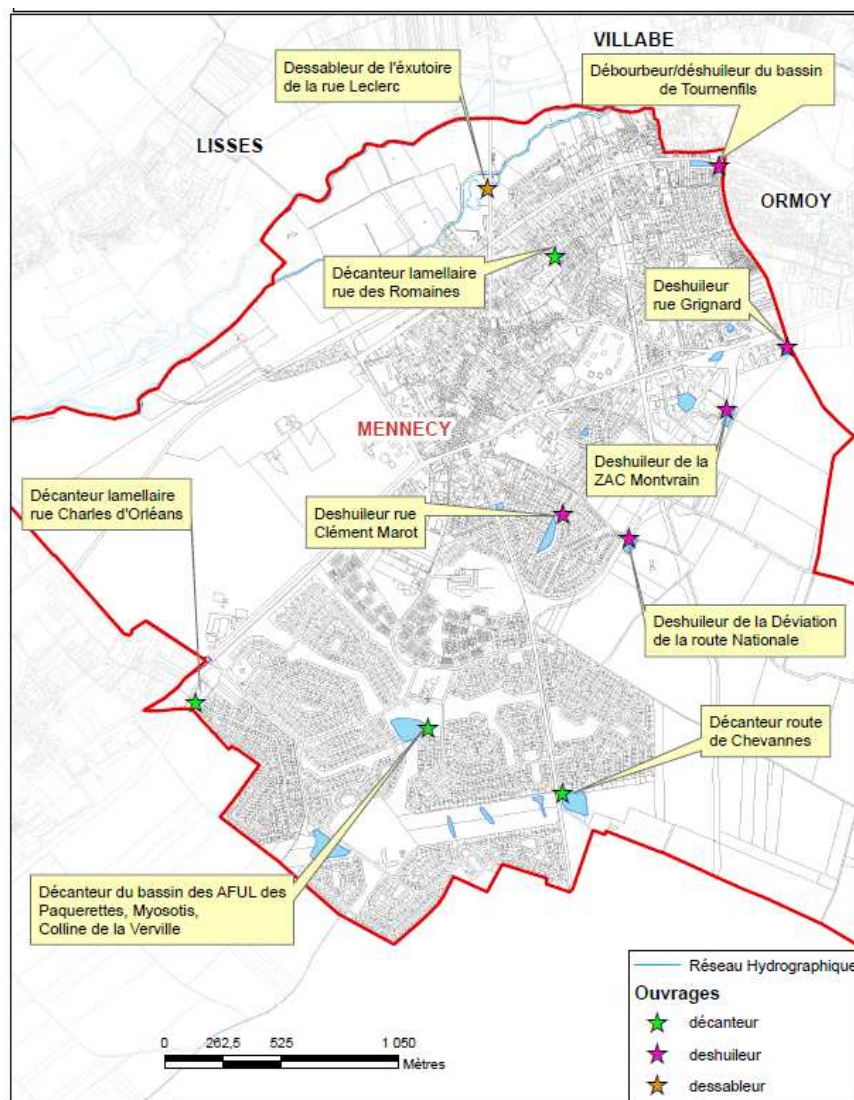 VILLABE
Dessableur de l'éxutoire
de la rue Leclerc
Débourbeur/déshuileur du bassin
de Tournenfils
LISSES
ORMOY
Décanteur lamellaire
rue des Romaines
Deshuileur
rue Grignard
MENNECY
Deshuileur de la
ZAC Montvrain
Décanteur lamellaire
rue Charles d'Orléans
Deshuileur rue
Clément Marot
Deshuileur de la Déviation
de la route Nationale
Décanteur route
de Chevannes
Décanteur du bassin des AFUL des
Paquerettes, Myosotis,
Colline de la Verville
Réseau Hydrographique
Ouvrages
décanteur
deshuileur
dessableur
0 262,5 525 1 050
Mètres